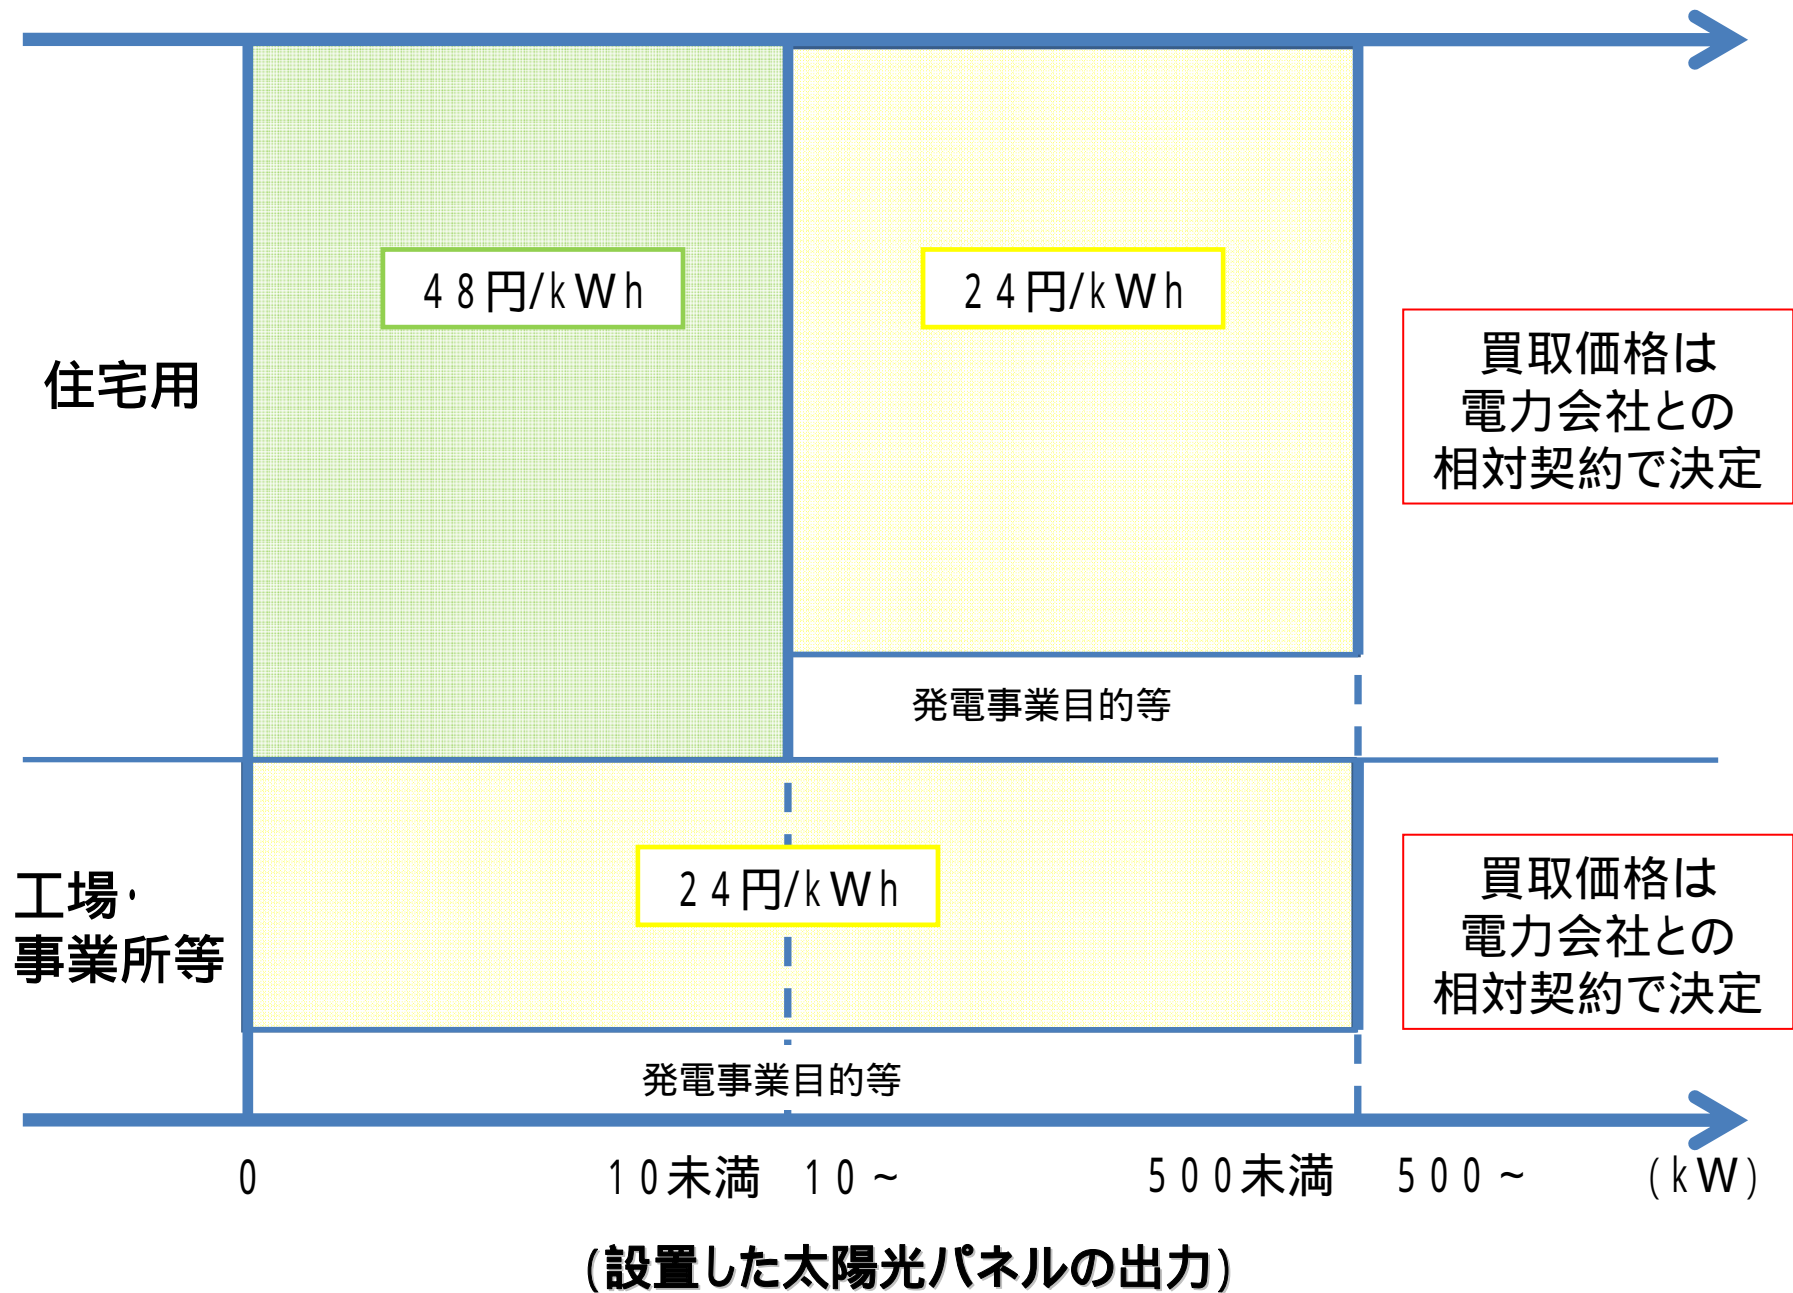 48円/kWh
24円/kWh
住宅用
買取価格は
電力会社との
相対契約で決定
発電事業目的等
工場・
事業所等
24円/kWh
買取価格は
電力会社との
相対契約で決定
発電事業目的等
0
10未満
10~
500未満
500~
(kW)
(設置した太陽光パネルの出力)